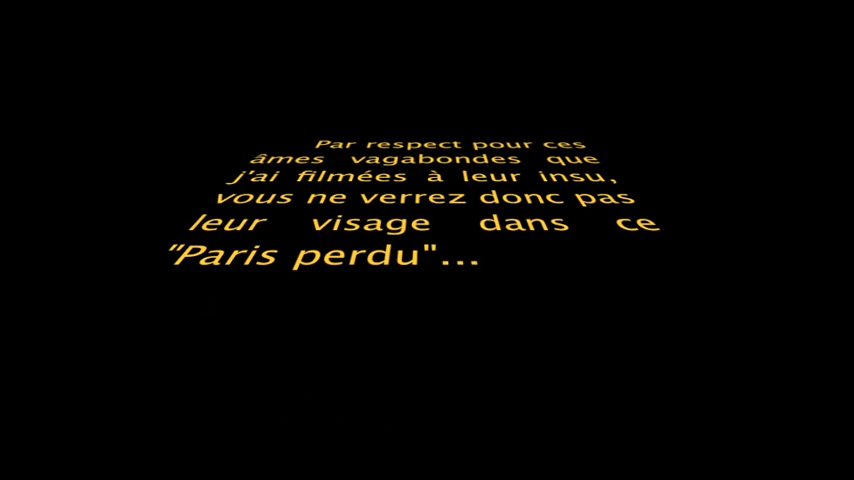 Par respect pour ces
âmes vagabondes que
j'ai filmées à leur insu,
vous ne verrez donc pas
leur visage dans ce
"Paris perdu"...